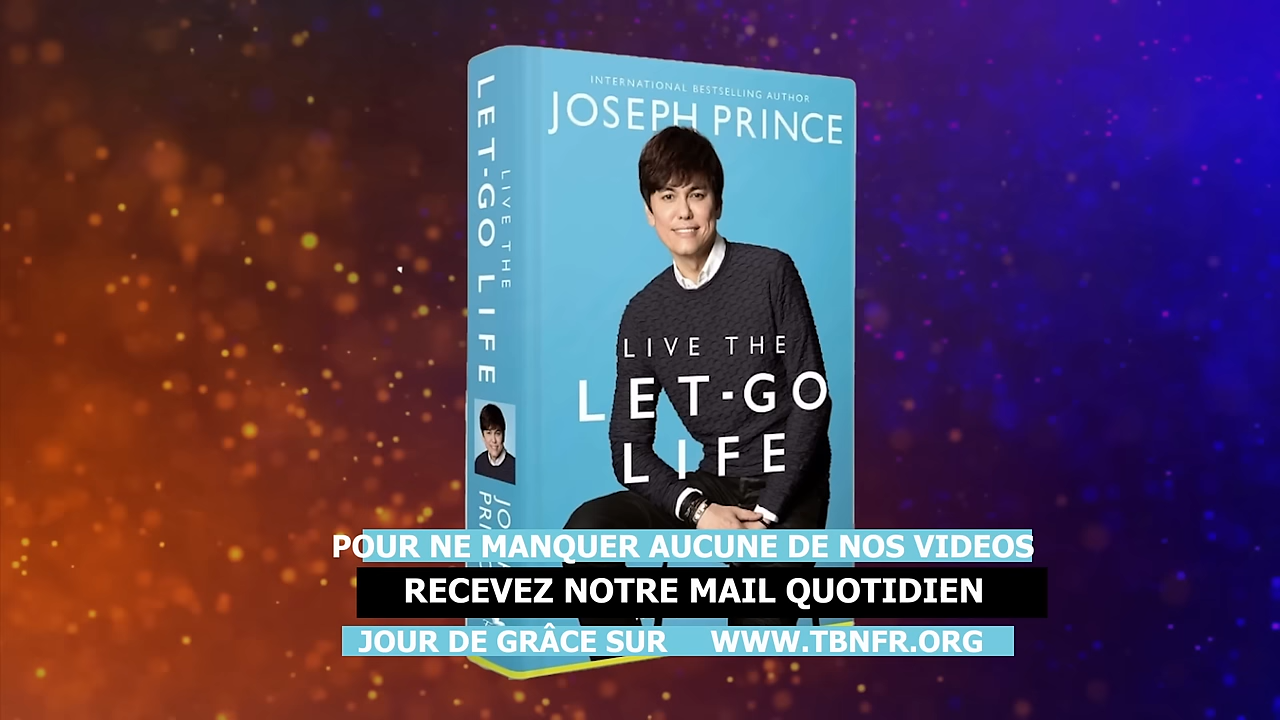 INTERNATIONAL BESTSELLING AUTHOR
JOSEPH PRINCE
LIVE THE
LET-GO
LIFE
LIVE THE
LET-GO LIFE
POUR NE MANQUER AUCUNE DE NOS VIDEOS
RECEVEZ NOTRE MAIL QUOTIDIEN
JOUR DE GRÂCE SUR WWW.TBNFR.ORG